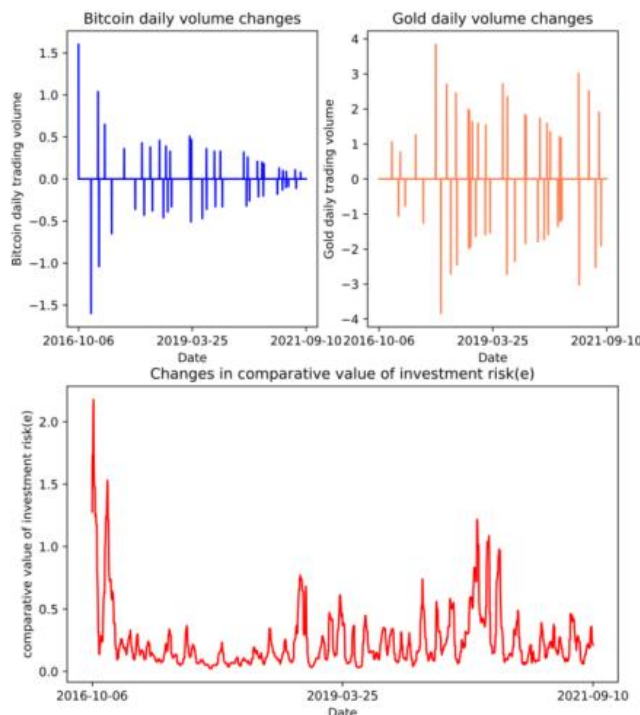 Bitcoin daily volume changes
Gold daily volume changes
Bitcoin daily trading volume
1.5
1.0
0.5
0.0
−0.5
−1.0
−1.5
2016-10-06 2019-03-25 2021-09-10
Date
Gold daily trading volume
4
3
2
1
0
−1
−2
−3
−4
2016-10-06 2019-03-25 2021-09-10
Date
Changes in comparative value of investment risk(e)
comparative value of investment risk(e)
2.0
1.5
1.0
0.5
0.0
2016-10-06 2019-03-25 2021-09-10
Date